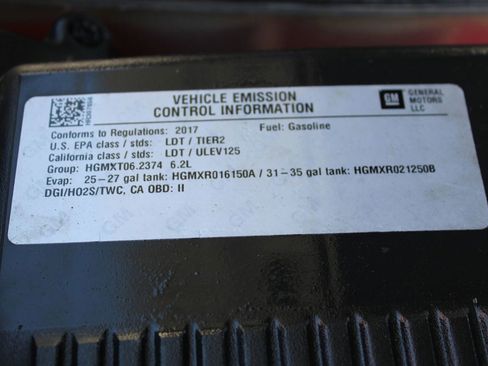 VEHICLE EMISSION
CONTROL INFORMATION
GM
GENERAL
MOTORS
LLC
Conforms to Regulations: 2017 Fuel: Gasoline
U.S. EPA class / stds: LDT / TIER2
California class / stds: LDT / ULEV125
Group: HGMXT06.2374 6.2L
Evap: 25-27 gal tank: HGMXR016150A / 31-35 gal tank: HGMXR021250B
DGI/HO2S/TWC, CA OBD: II